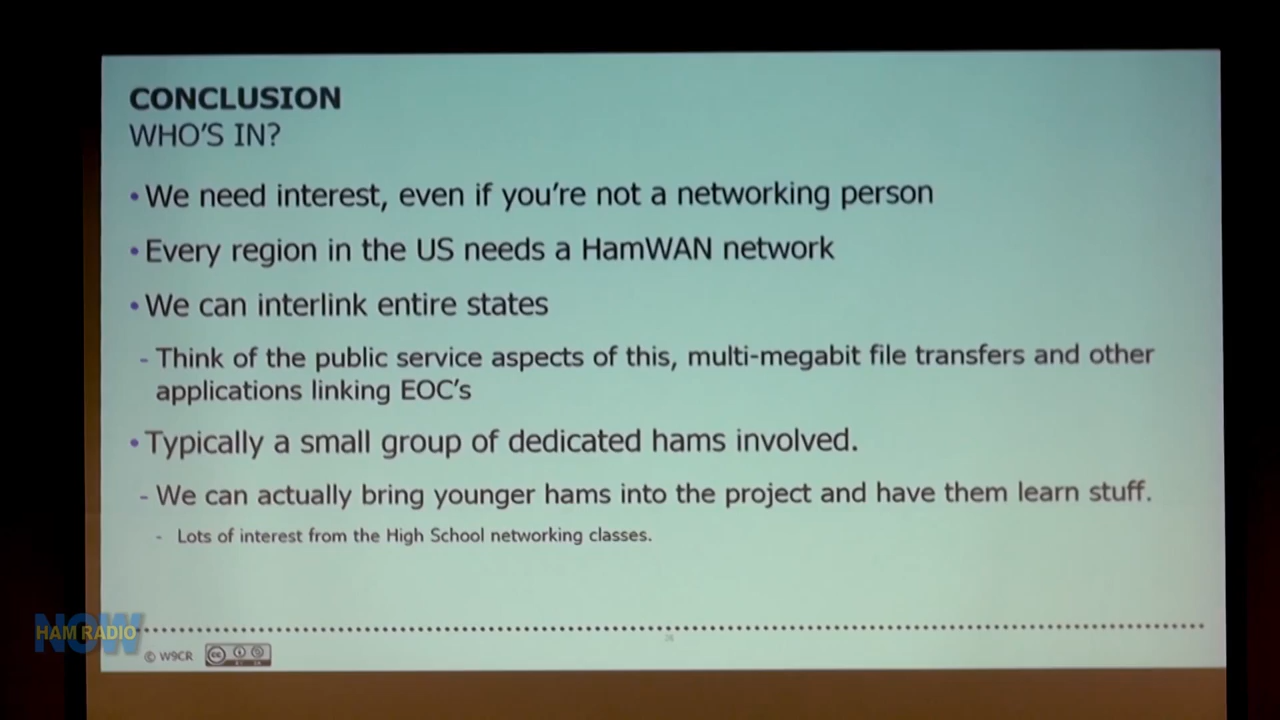 CONCLUSION
WHO'S IN?
• We need interest, even if you're not a networking person
• Every region in the US needs a HamWAN network
• We can interlink entire states
- Think of the public service aspects of this, multi-megabit file transfers and other
applications linking EOC's
• Typically a small group of dedicated hams involved.
- We can actually bring younger hams into the project and have them learn stuff.
- Lots of interest from the High School networking classes.
NOW
HAM RADIO
© W9CR
cc